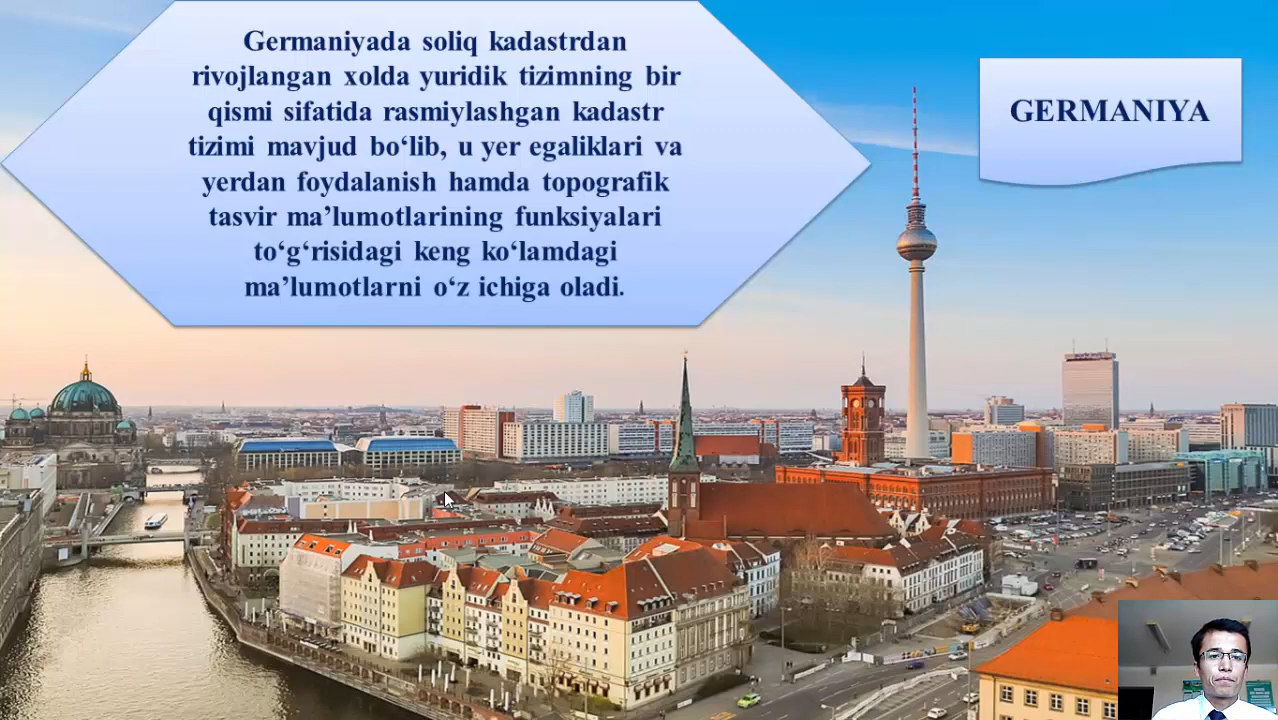 Germaniyada soliq kadastrdan
rivojlangan xolda yuridik tizimning bir
qismi sifatida rasmiylashgan kadastr
tizimi mavjud bo‘lib, u yer egaliklari va
yerdan foydalanish hamda topografik
tasvir ma’lumotlarining funksiyalari
to‘g‘risidagi keng ko‘lamdagi
ma’lumotlarni o‘z ichiga oladi.
GERMANIYA